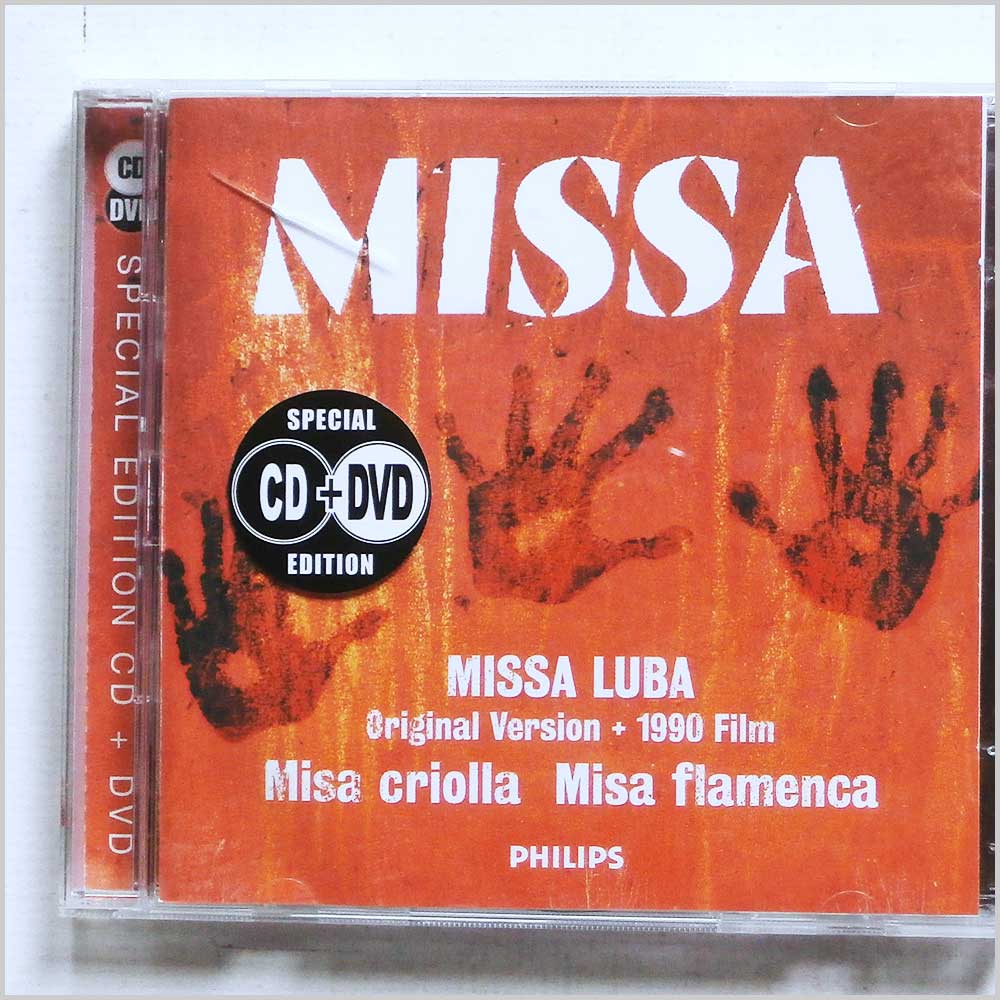 CD
DVD
SPECIAL EDITION CD + DVD
MISSA
SPECIAL
CD+DVD
EDITION
MISSA LUBA
Original Version + 1990 Film
Misa criolla Misa flamenca
PHILIPS